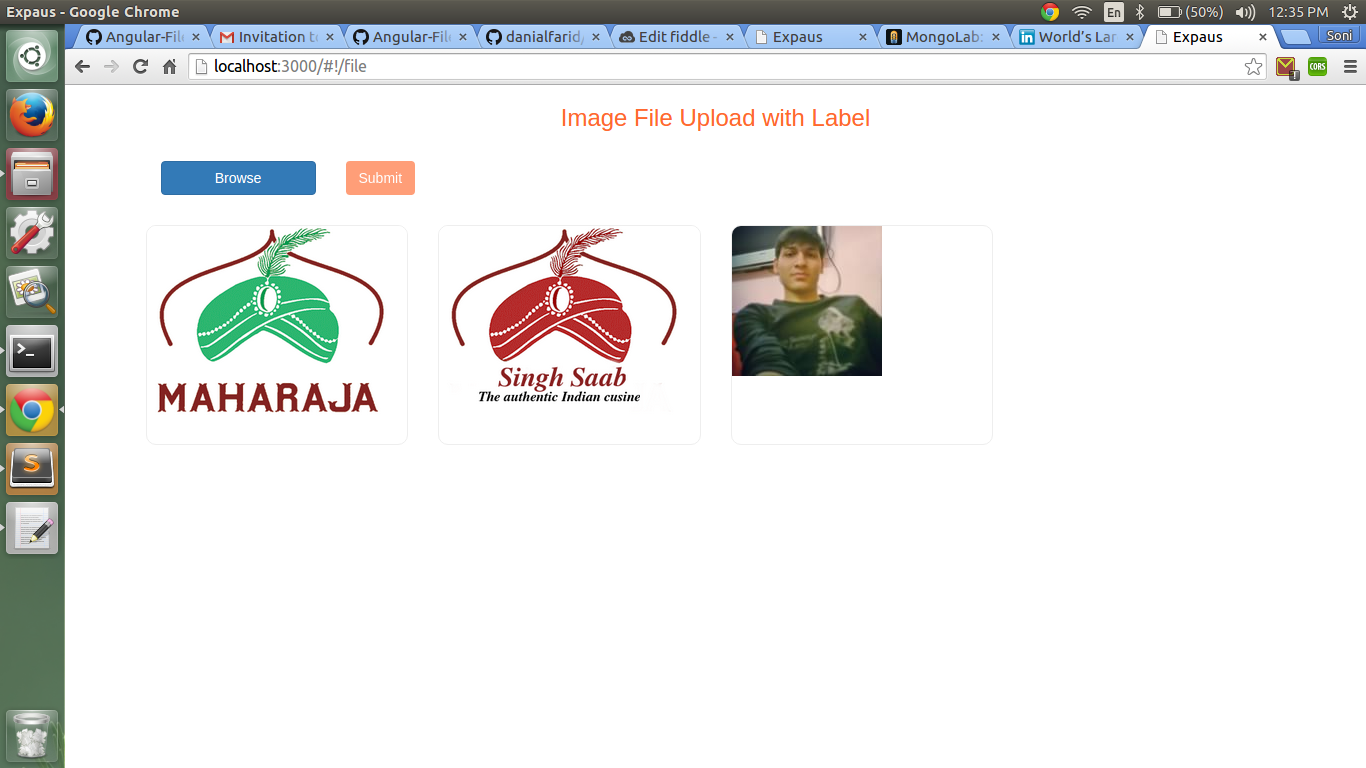 Expaus - Google Chrome
En
(50%)
12:35 PM
Angular-File
Invitation t
Angular-File
danialfarid/
Edit fiddle -
Expaus
MongoLab:
World's Lar
Expaus
Soni
localhost:3000/#!/file
CORS
Image File Upload with Label
Browse
Submit
MAHARAJA
Singh Saab
The authentic Indian cusine